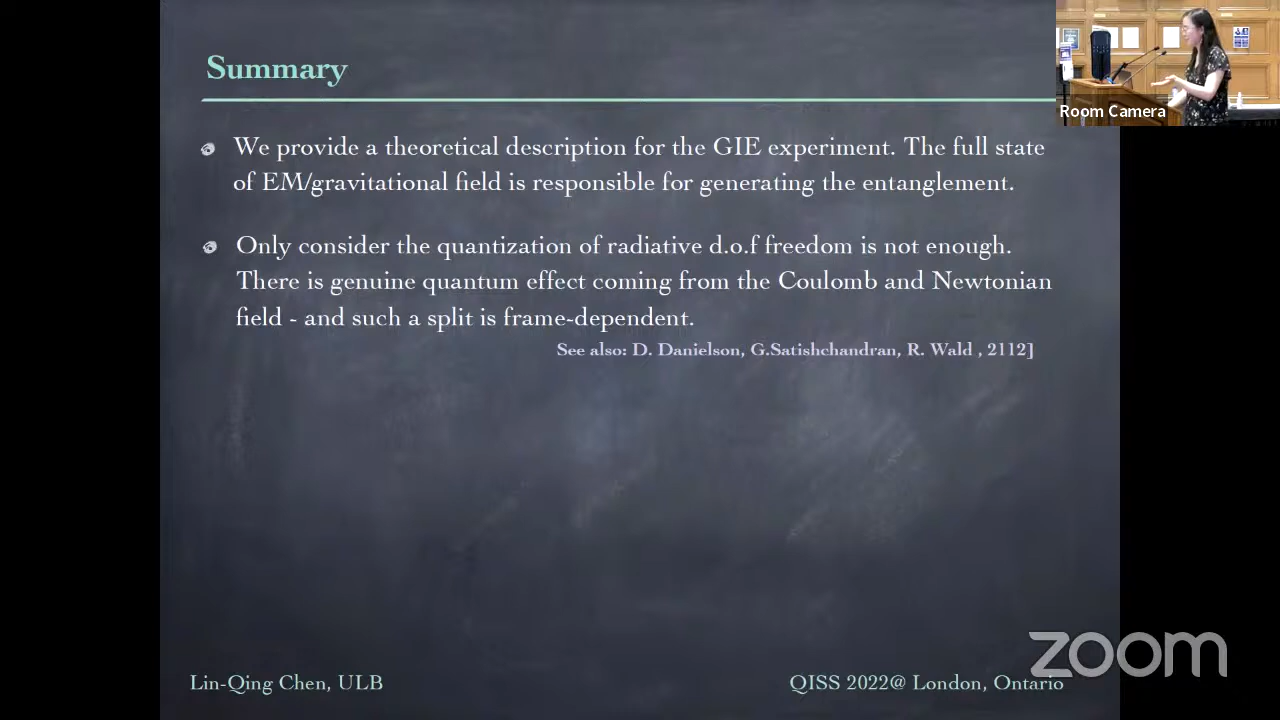 Summary
We provide a theoretical description for the GIE experiment. The full state
of EM/gravitational field is responsible for generating the entanglement.
Only consider the quantization of radiative d.o.f freedom is not enough.
There is genuine quantum effect coming from the Coulomb and Newtonian
field - and such a split is frame-dependent.
See also: D. Danielson, G.Satishchandran, R. Wald , 2112]
Lin-Qing Chen, ULB
QISS 2022@ London, Ontario
Room Camera
zoom